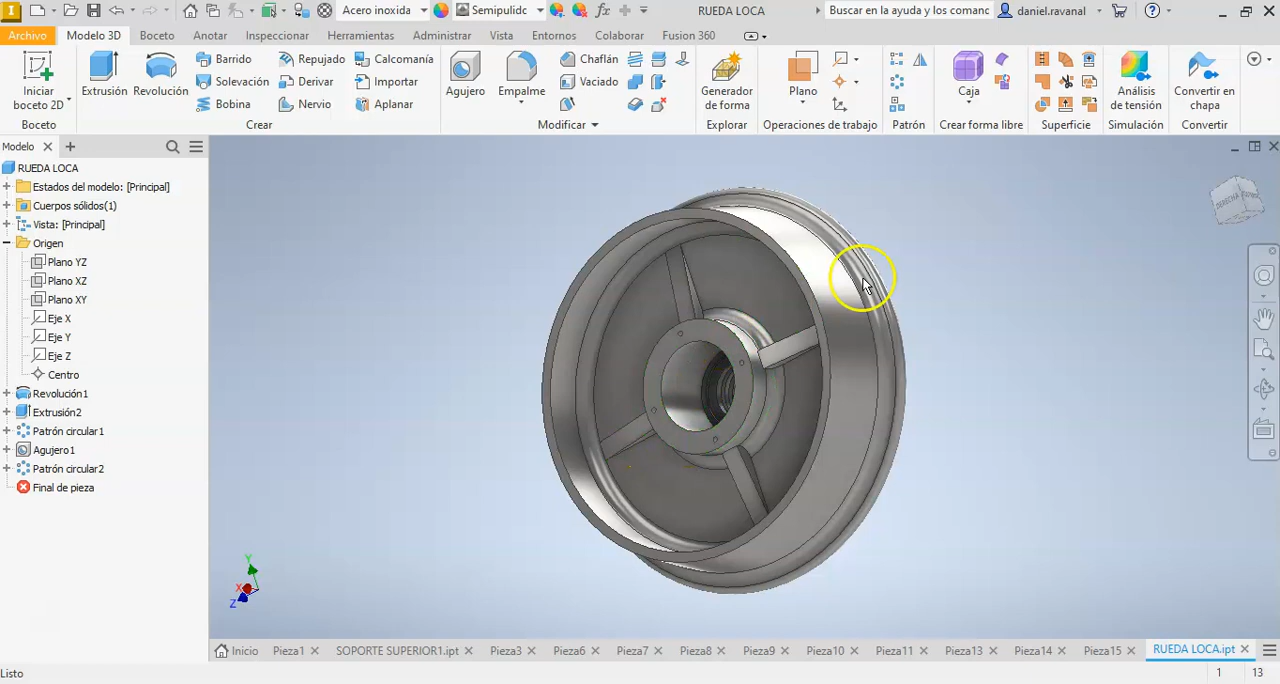 Acero inoxida
Semipulidc
RUEDA LOCA
Buscar en la ayuda y los comanc
daniel.ravanal
Archivo
Modelo 3D
Boceto
Anotar
Inspeccionar
Herramientas
Administrar
Vista
Entornos
Colaborar
Fusion 360
Iniciar
boceto 2D
Boceto
Extrusión
Revolución
Barrido
Solevación
Bobina
Repujado
Derivar
Nervio
Calcomanía
Importar
Aplanar
Crear
Agujero
Empalme
Chaflán
Vaciado
Modificar
Generador
de forma
Explorar
Plano
Operaciones de trabajo
Patrón
Caja
Crear forma libre
Superficie
Análisis
de tensión
Simulación
Convertir en
chapa
Convertir
Modelo
RUEDA LOCA
Estados del modelo: [Principal]
Cuerpos sólidos(1)
Vista: [Principal]
Origen
Plano YZ
Plano XZ
Plano XY
Eje X
Eje Y
Eje Z
Centro
Revolución1
Extrusión2
Patrón circular1
Agujero1
Patrón circular2
Final de pieza
DERECHA
Y
X
Z
Inicio
Pieza1
SOPORTE SUPERIOR1.ipt
Pieza3
Pieza6
Pieza7
Pieza8
Pieza9
Pieza10
Pieza11
Pieza13
Pieza14
Pieza15
RUEDA LOCA.ipt
Listo
1
13